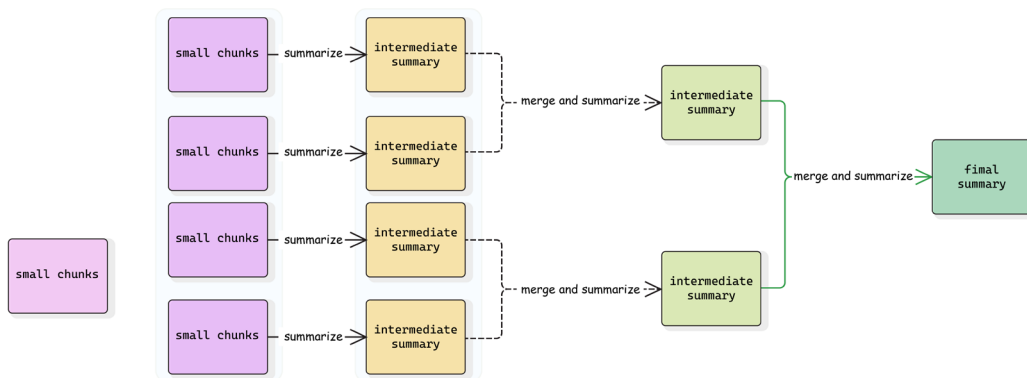 small chunks
small chunks
summarize
intermediate
summary
small chunks
summarize
intermediate
summary
small chunks
summarize
intermediate
summary
small chunks
summarize
intermediate
summary
merge and summarize
merge and summarize
intermediate
summary
intermediate
summary
merge and summarize
fimal
summary